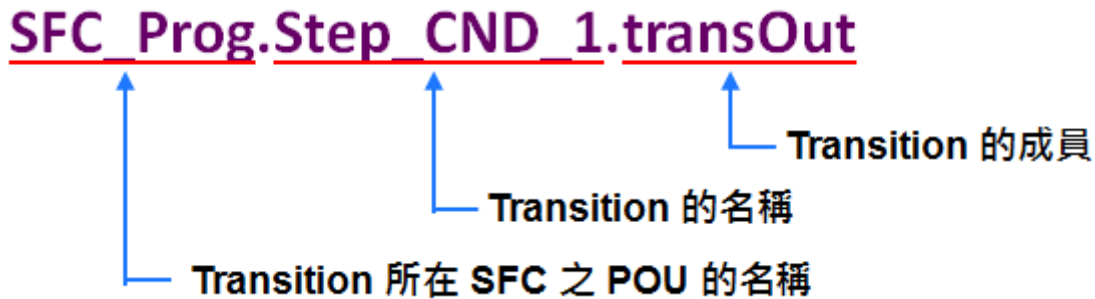 SFC_Prog.Step_CND_1.transOut
Transition 的成員
Transition 的名稱
Transition 所在 SFC 之 POU 的名稱